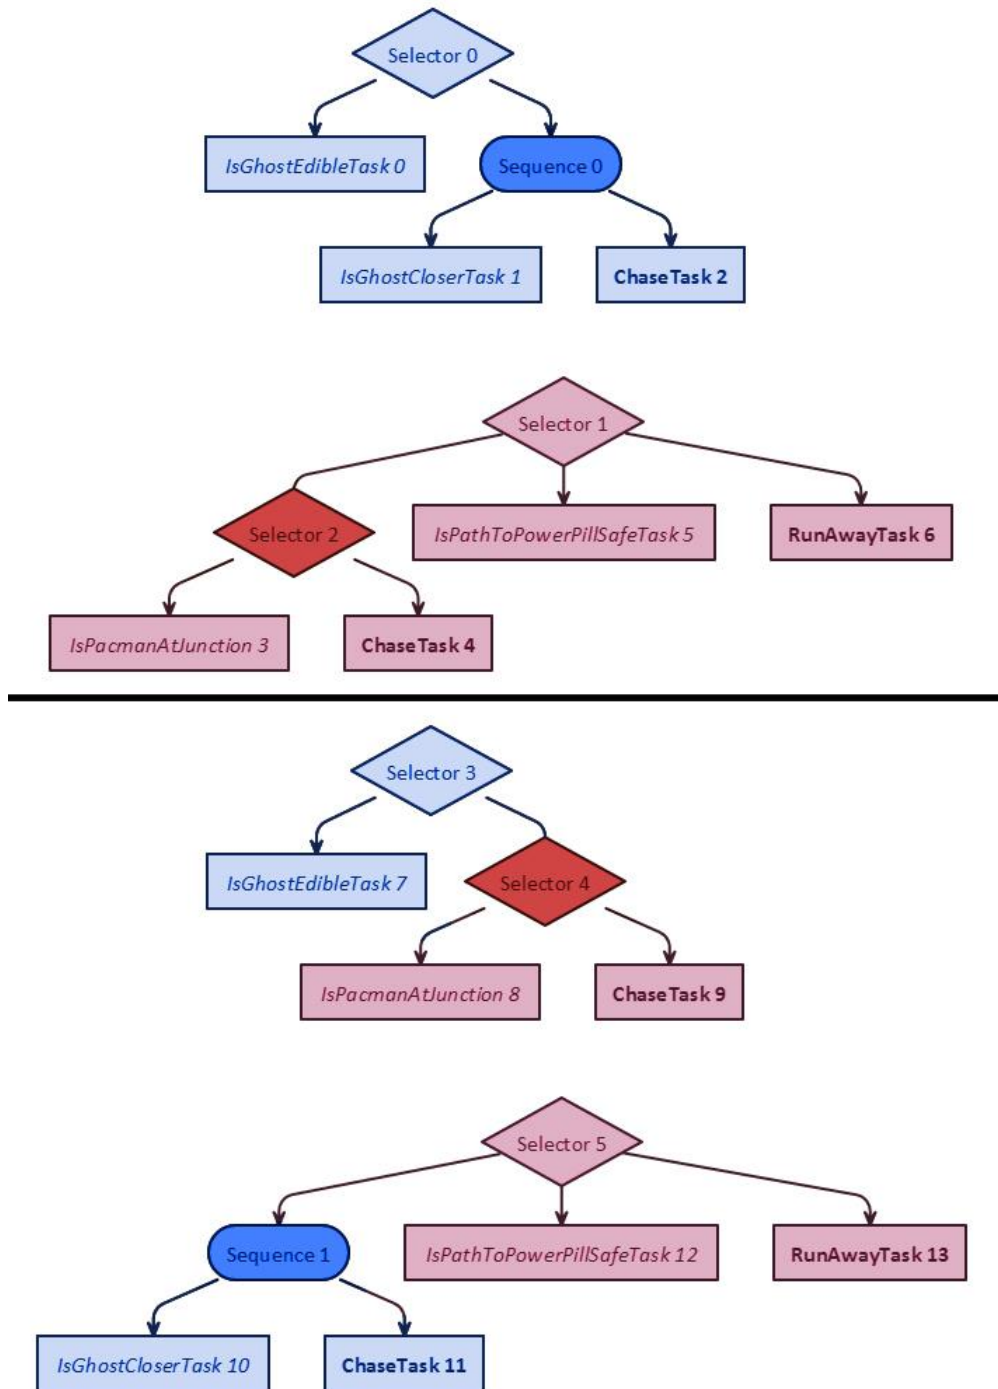 Selector 0
IsGhostEdibleTask 0
Sequence 0
IsGhostCloserTask 1
ChaseTask 2
Selector 1
Selector 2
IsPathToPowerPillSafeTask 5
RunAwayTask 6
IsPacmanAtJunction 3
ChaseTask 4
Selector 3
IsGhostEdibleTask 7
Selector 4
IsPacmanAtJunction 8
ChaseTask 9
Selector 5
Sequence 1
IsPathToPowerPillSafeTask 12
RunAwayTask 13
IsGhostCloserTask 10
ChaseTask 11